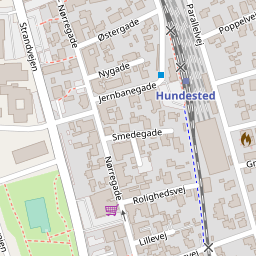 Østergade
Nørregade
Strandvejen
Parallelvej
Poppelvej
Nygade
Jernbanegade
Hundested
Smedegade
Nørregade
Rolighedsvej
Lillevej